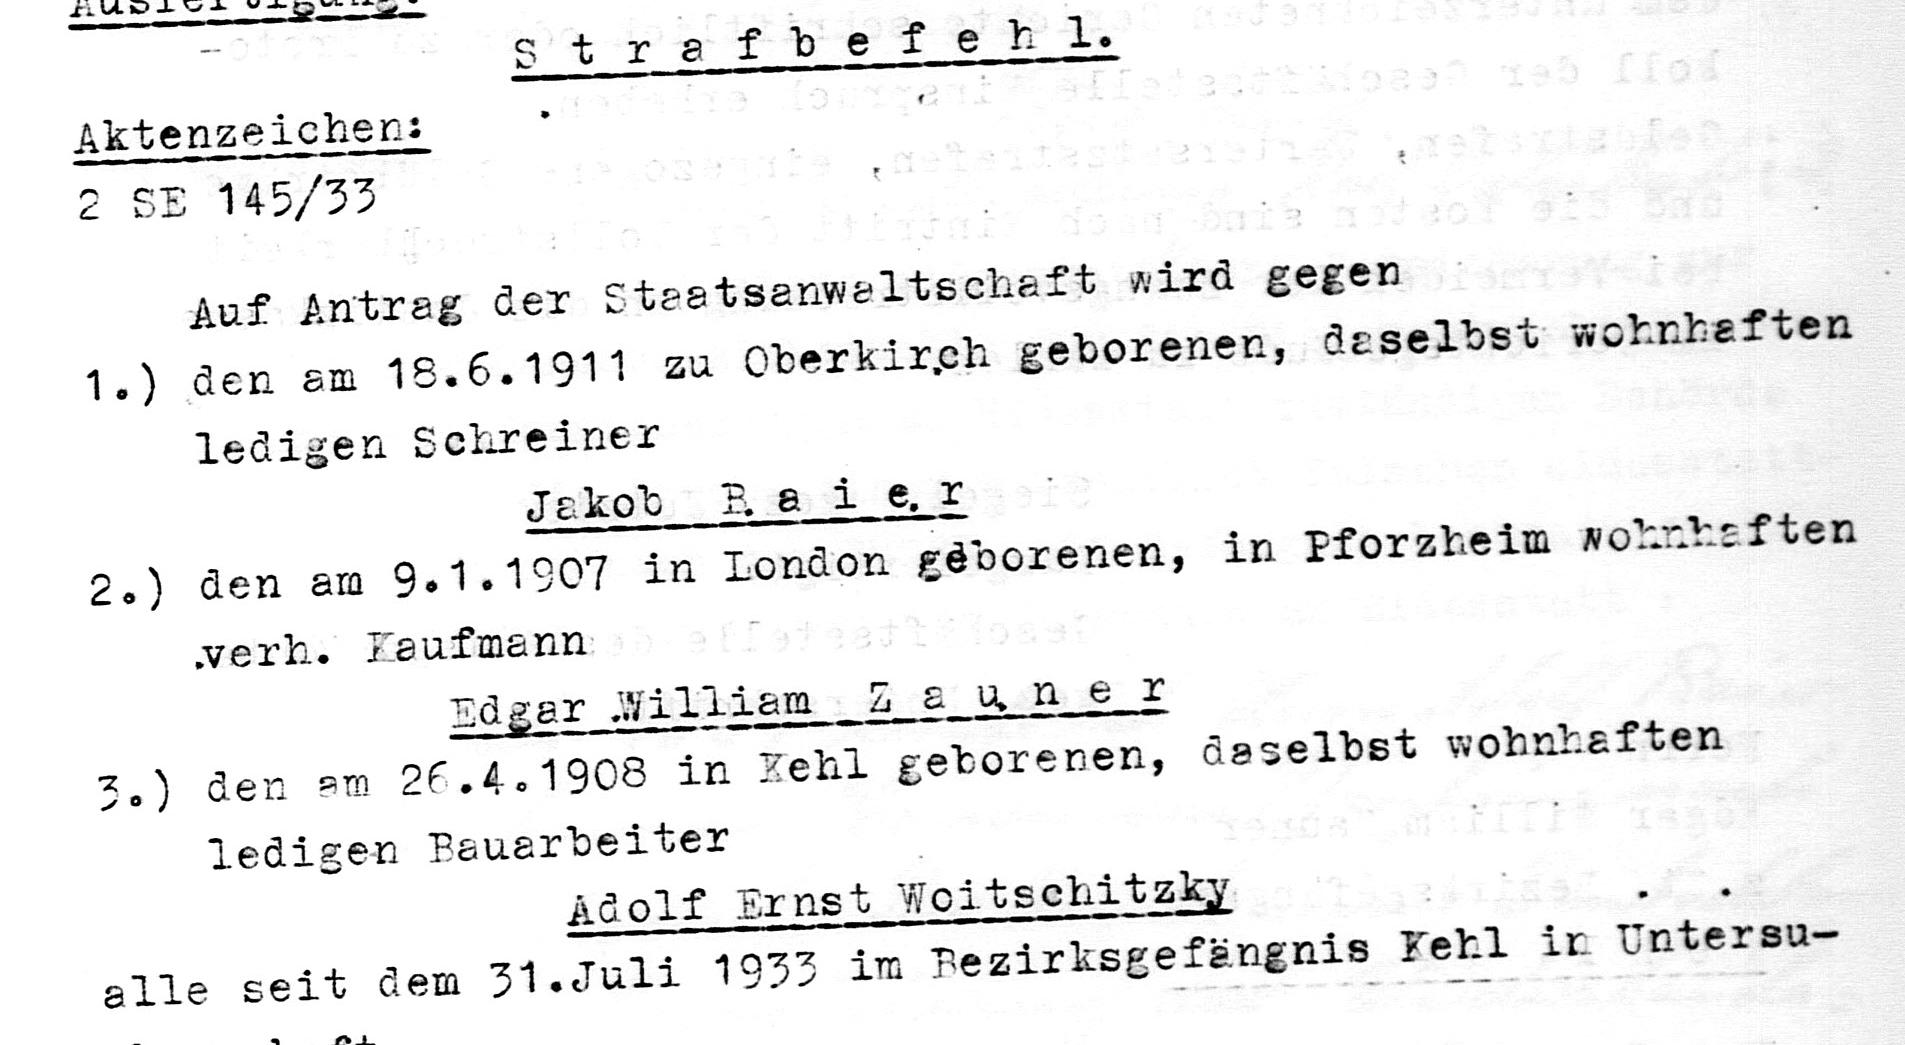 Ausfertigung.
S t r a f b e f e h l.
Aktenzeichen:
2 SE 145/33
Auf Antrag der Staatsanwaltschaft wird gegen
1.) den am 18.6.1911 zu Oberkirch geborenen, daselbst wohnhaften
ledigen Schreiner
Jakob B a i e r
2.) den am 9.1.1907 in London geborenen, in Pforzheim wohnhaften
verh. Kaufmann
Edgar William Z a u n e r
3.) den am 26.4.1908 in Kehl geborenen, daselbst wohnhaften
ledigen Bauarbeiter
Adolf Ernst Woitschitzky
alle seit dem 31.Juli 1933 im Bezirksgefängnis Kehl in Untersu-